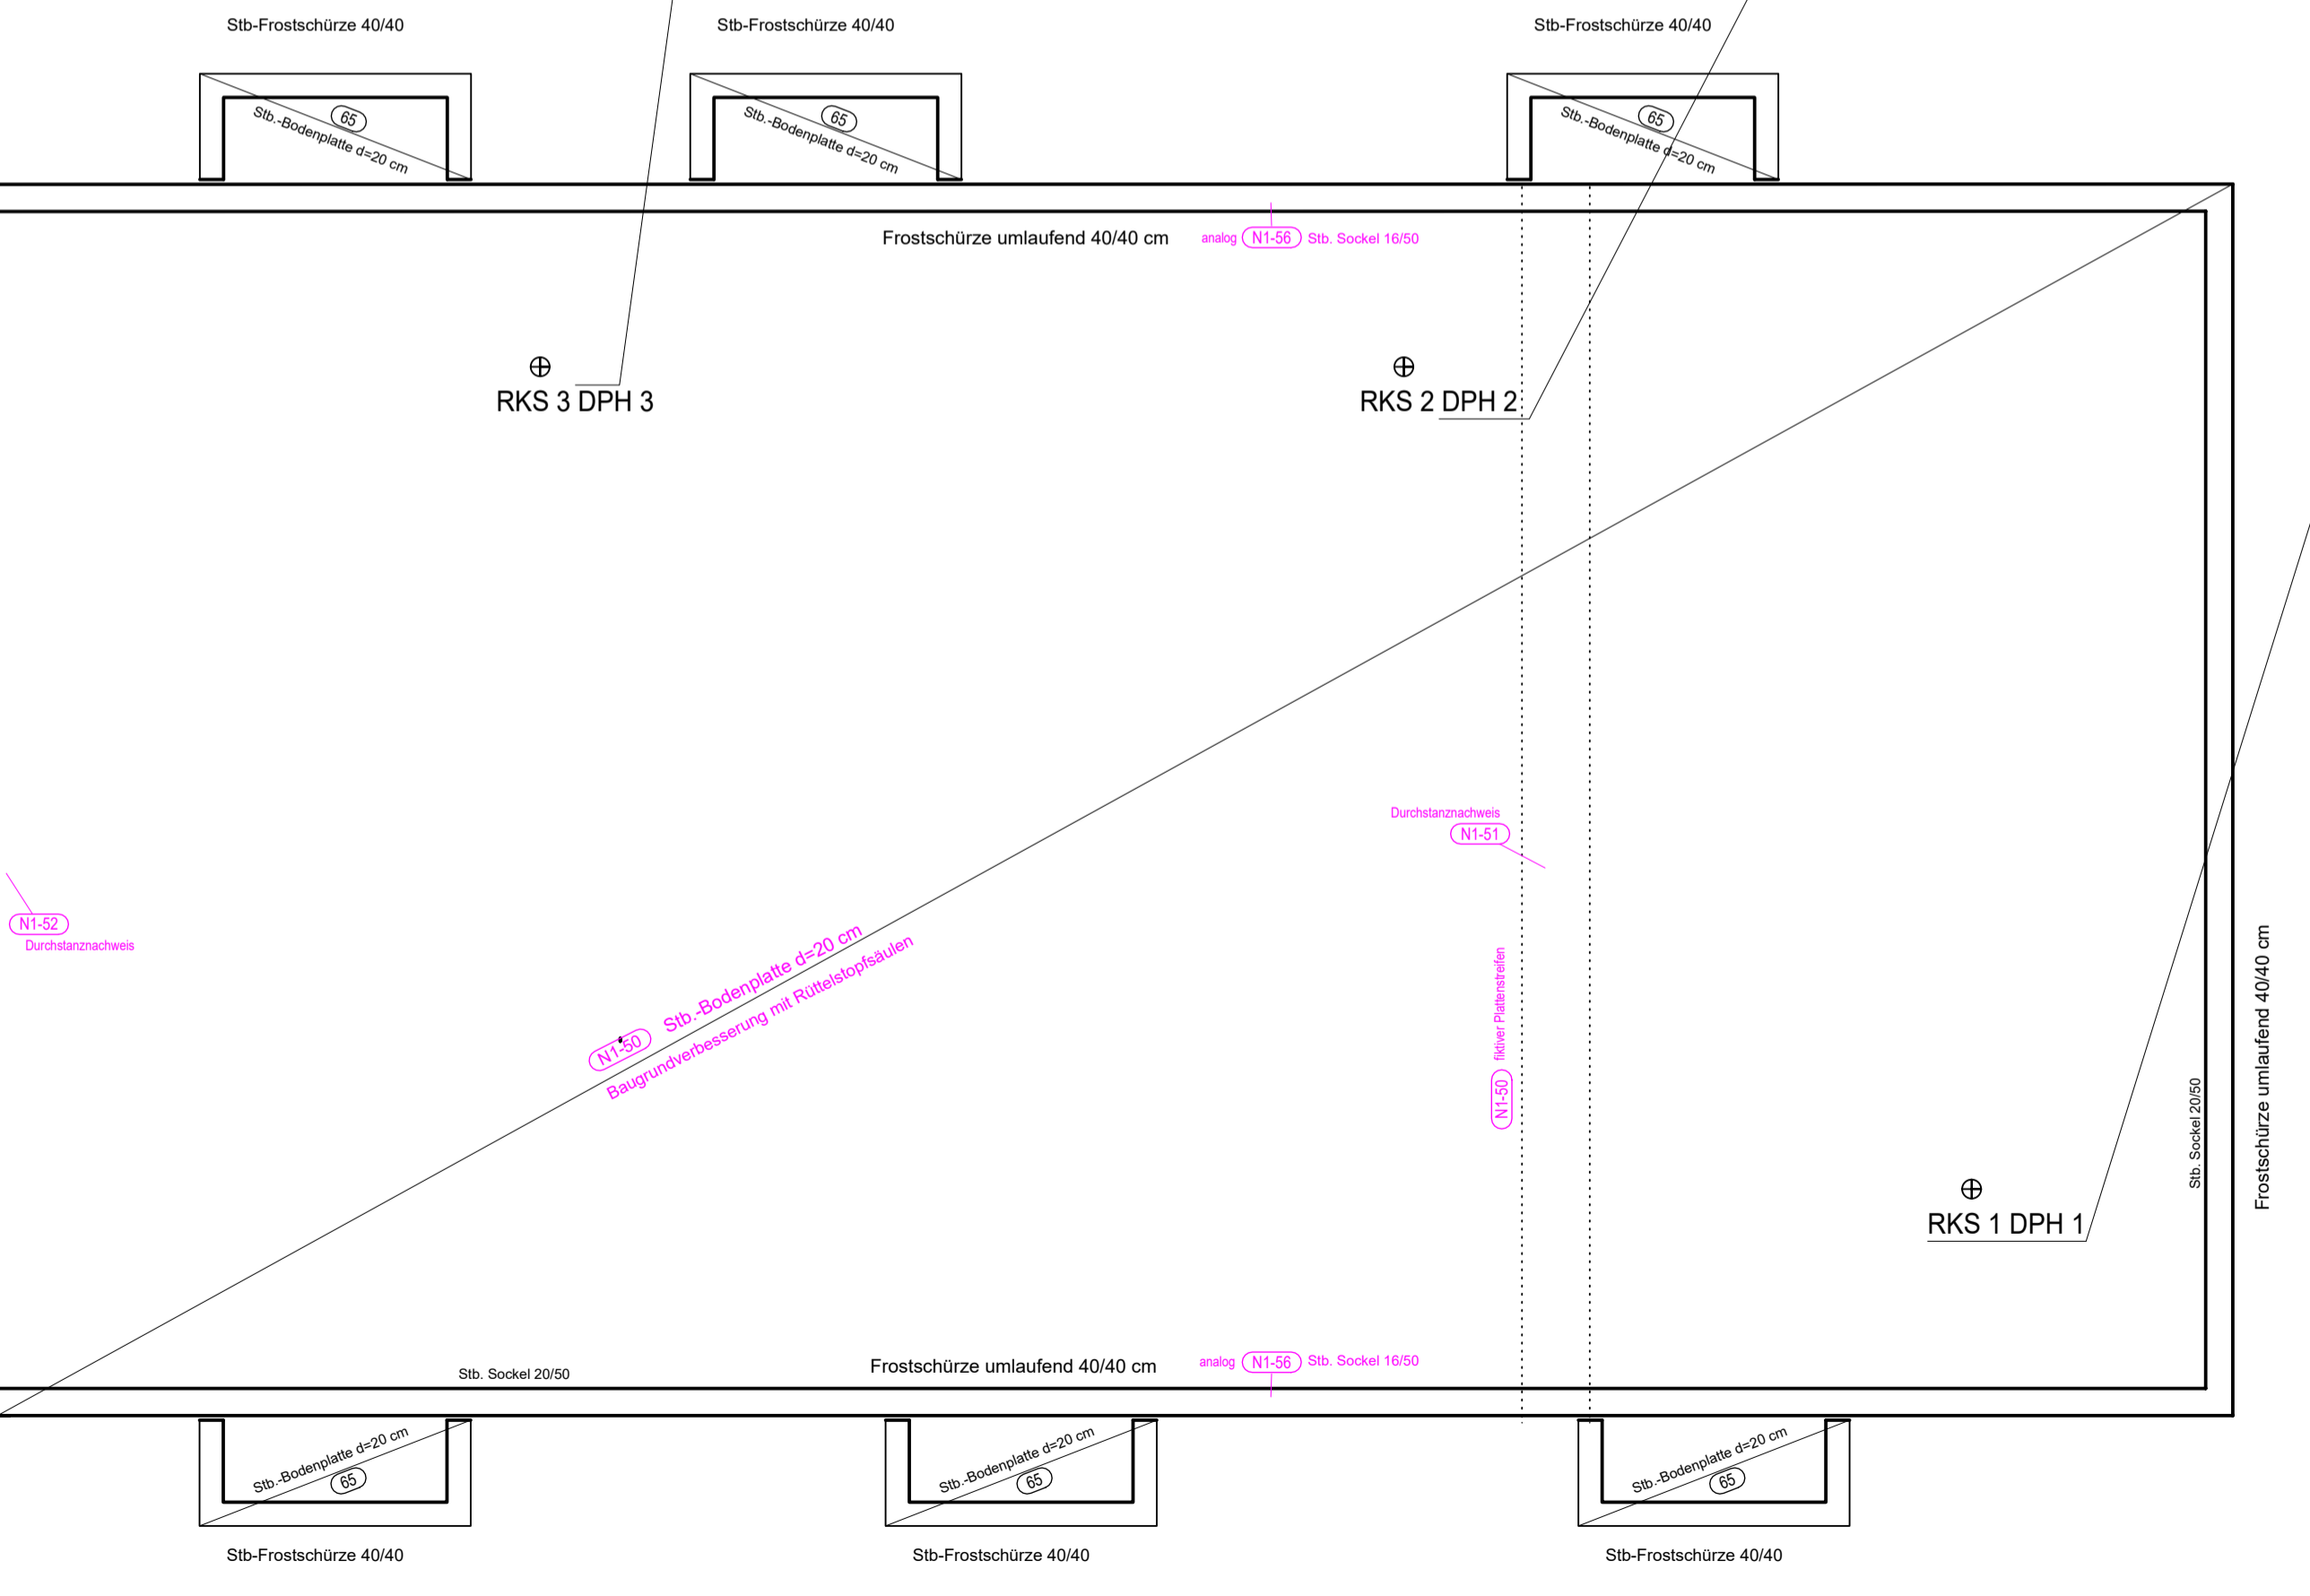 Stb-Frostschürze 40/40
Stb-Frostschürze 40/40
Stb-Frostschürze 40/40
65
Stb.-Bodenplatte d=20 cm
65
Stb.-Bodenplatte d=20 cm
65
Stb.-Bodenplatte d=20 cm
Frostschürze umlaufend 40/40 cm
analog N1-56 Stb. Sockel 16/50
RKS 3 DPH 3
RKS 2 DPH 2
Durchstanznachweis
N1-51
N1-52
Durchstanznachweis
N1-50 Stb.-Bodenplatte d=20 cm
Baugrundverbesserung mit Rüttelstopfsäulen
N1-50 fiktiver Plattenstreifen
Stb. Sockel 20/50
Frostschürze umlaufend 40/40 cm
RKS 1 DPH 1
Stb. Sockel 20/50
Frostschürze umlaufend 40/40 cm
analog N1-56 Stb. Sockel 16/50
Stb.-Bodenplatte d=20 cm
65
Stb.-Bodenplatte d=20 cm
65
Stb.-Bodenplatte d=20 cm
65
Stb-Frostschürze 40/40
Stb-Frostschürze 40/40
Stb-Frostschürze 40/40